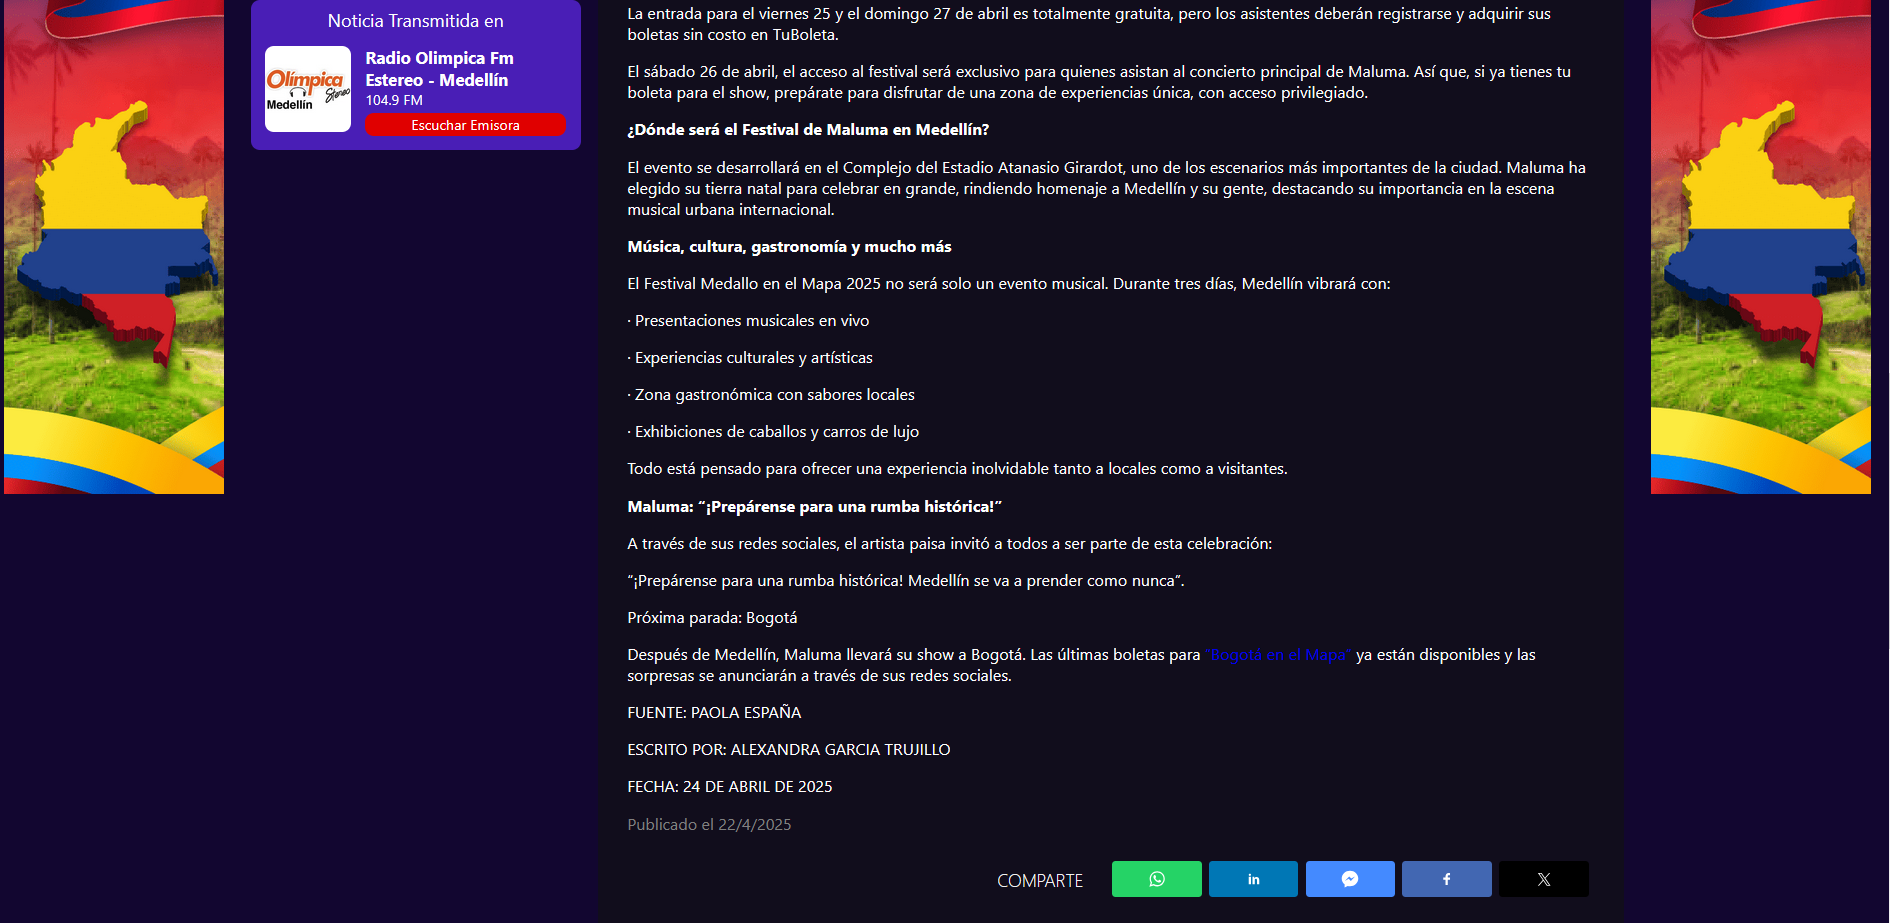 Noticia Transmitida en
Olímpica
Stereo
Medellín
Radio Olimpica Fm
Estereo - Medellín
104.9 FM
Escuchar Emisora
La entrada para el viernes 25 y el domingo 27 de abril es totalmente gratuita, pero los asistentes deberán registrarse y adquirir sus
boletas sin costo en TuBoleta.
El sábado 26 de abril, el acceso al festival será exclusivo para quienes asistan al concierto principal de Maluma. Así que, si ya tienes tu
boleta para el show, prepárate para disfrutar de una zona de experiencias única, con acceso privilegiado.
¿Dónde será el Festival de Maluma en Medellín?
El evento se desarrollará en el Complejo del Estadio Atanasio Girardot, uno de los escenarios más importantes de la ciudad. Maluma ha
elegido su tierra natal para celebrar en grande, rindiendo homenaje a Medellín y su gente, destacando su importancia en la escena
musical urbana internacional.
Música, cultura, gastronomía y mucho más
El Festival Medallo en el Mapa 2025 no será solo un evento musical. Durante tres días, Medellín vibrará con:
· Presentaciones musicales en vivo
· Experiencias culturales y artísticas
· Zona gastronómica con sabores locales
· Exhibiciones de caballos y carros de lujo
Todo está pensado para ofrecer una experiencia inolvidable tanto a locales como a visitantes.
Maluma: “¡Prepárense para una rumba histórica!”
A través de sus redes sociales, el artista paisa invitó a todos a ser parte de esta celebración:
“¡Prepárense para una rumba histórica! Medellín se va a prender como nunca”.
Próxima parada: Bogotá
Después de Medellín, Maluma llevará su show a Bogotá. Las últimas boletas para “Bogotá en el Mapa” ya están disponibles y las
sorpresas se anunciarán a través de sus redes sociales.
FUENTE: PAOLA ESPAÑA
ESCRITO POR: ALEXANDRA GARCIA TRUJILLO
FECHA: 24 DE ABRIL DE 2025
Publicado el 22/4/2025
COMPARTE